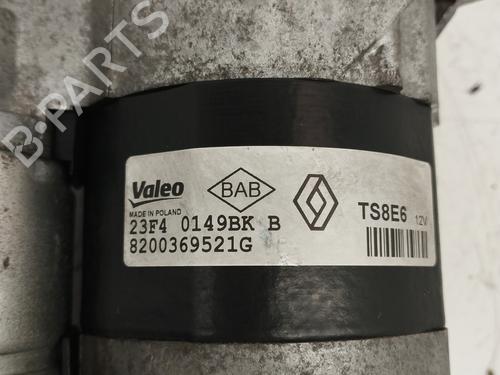 B-PARTS
Valeo
MADE IN POLAND
BAB
TS8E6 12V
23F4 0149BK B
8200369521G